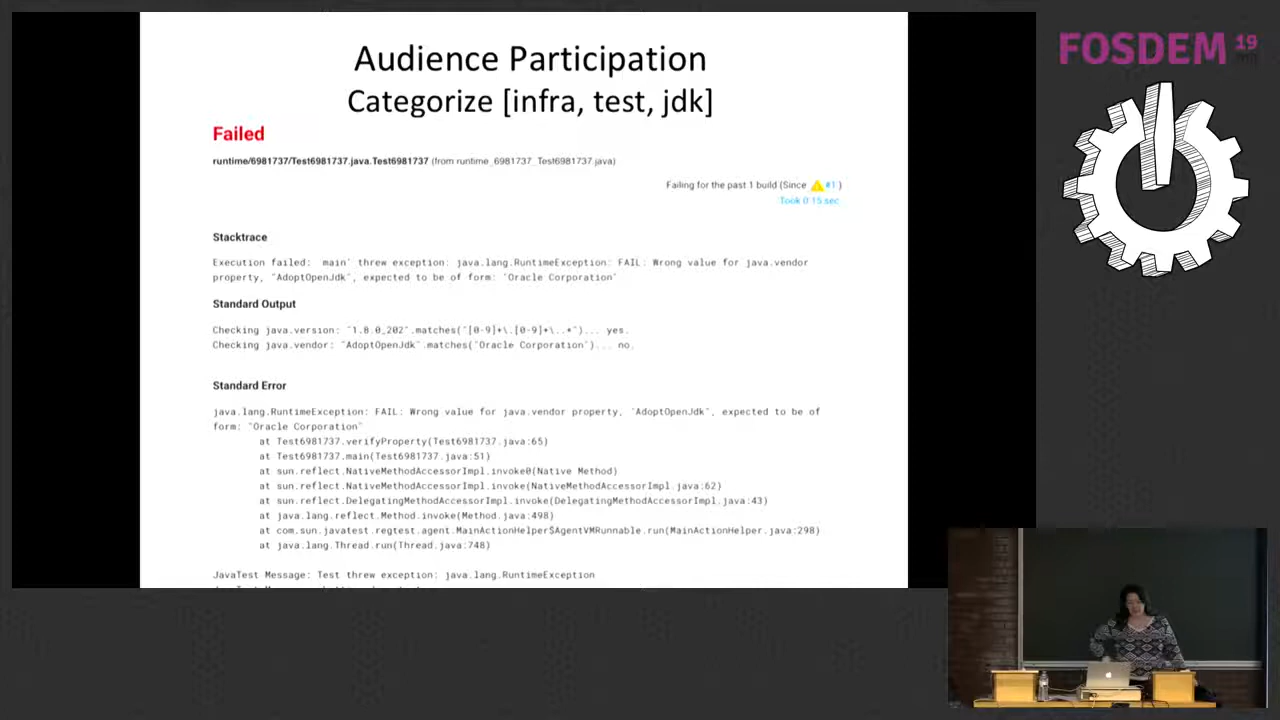 Audience Participation
Categorize [infra, test, jdk]
Failed
runtime/6981737/Test6981737.java.Test6981737 (from runtime_6981737_Test6981737.java)
Failing for the past 1 build (Since #1 )
Took 0.15 sec.
Stacktrace
Execution failed: `main' threw exception: java.lang.RuntimeException: FAIL: Wrong value for java.vendor
property, "AdoptOpenJdk", expected to be of form: "Oracle Corporation"
Standard Output
Checking java.version: "1.8.0_202".matches("[0-9]+\.[0-9]+\..*")... yes.
Checking java.vendor: "AdoptOpenJdk".matches("Oracle Corporation")... no.
Standard Error
java.lang.RuntimeException: FAIL: Wrong value for java.vendor property, "AdoptOpenJdk", expected to be of
form: "Oracle Corporation"
at Test6981737.verifyProperty(Test6981737.java:65)
at Test6981737.main(Test6981737.java:51)
at sun.reflect.NativeMethodAccessorImpl.invoke0(Native Method)
at sun.reflect.NativeMethodAccessorImpl.invoke(NativeMethodAccessorImpl.java:62)
at sun.reflect.DelegatingMethodAccessorImpl.invoke(DelegatingMethodAccessorImpl.java:43)
at java.lang.reflect.Method.invoke(Method.java:498)
at com.sun.javatest.regtest.agent.MainActionHelper$AgentVMRunnable.run(MainActionHelper.java:298)
at java.lang.Thread.run(Thread.java:748)
JavaTest Message: Test threw exception: java.lang.RuntimeException
FOSDEM 19